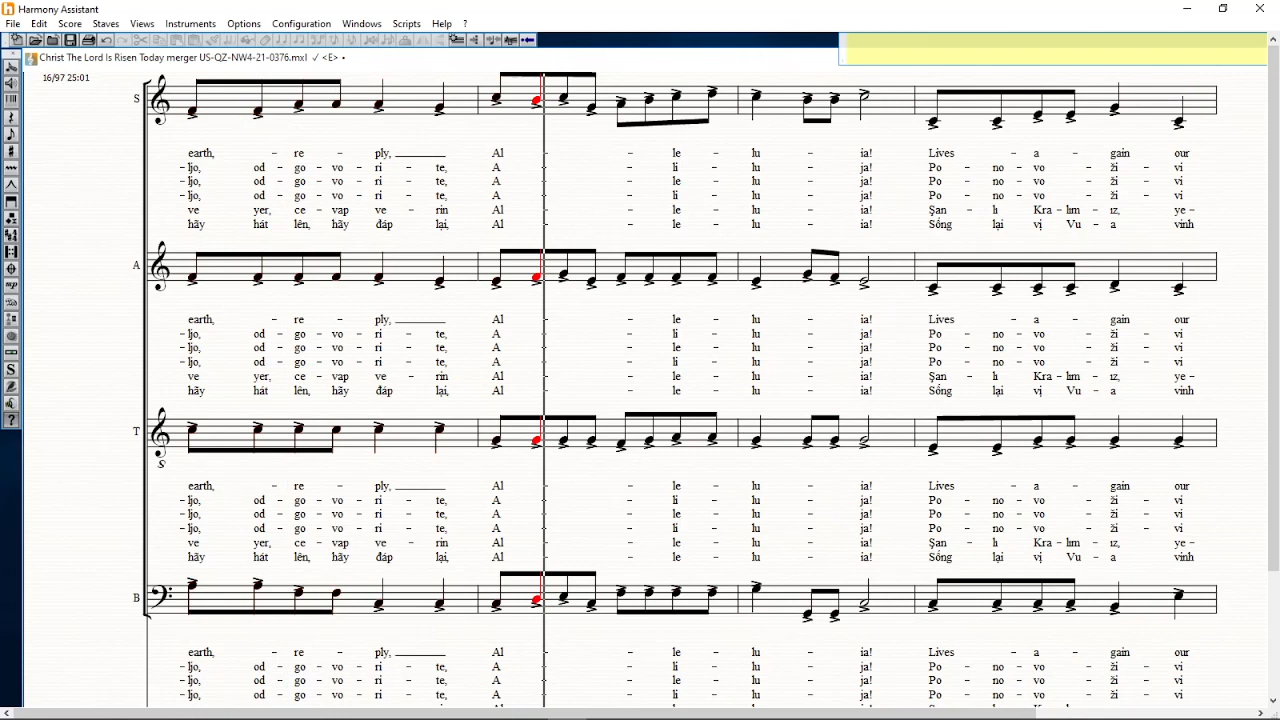 Harmony Assistant
File Edit Score Staves Views Instruments Options Configuration Windows Scripts Help ?
Christ The Lord Is Risen Today merger US-QZ-NW4-21-0376.mxl ✓ <E> •
16/97 25:01
S
earth, re - ply, Al - le - lu - ia! Lives - a - gain our
- ljo, od - go - vo - ri - te, A - li - lu - ja! Po - no - vo - ži - vi
- ljo, od - go - vo - ri - te, A - le - lu - ja! Po - no - vo - ži - vi
- ljo, od - go - vo - ri - te, A - li - lu - ja! Po - no - vo - ži - vi
ve yer, ce - vap ve - rin Al - le - lu - ia! Şan - lı Kra - lım - ız, ye -
hãy hát lên, hãy đáp lại, Al - le - lu - ia! Sống lại vị Vu - a vinh
A
earth, re - ply, Al - le - lu - ia! Lives - a - gain our
- ljo, od - go - vo - ri - te, A - li - lu - ja! Po - no - vo - ži - vi
- ljo, od - go - vo - ri - te, A - le - lu - ja! Po - no - vo - ži - vi
- ljo, od - go - vo - ri - te, A - li - lu - ja! Po - no - vo - ži - vi
ve yer, ce - vap ve - rin Al - le - lu - ia! Şan - lı Kra - lım - ız, ye -
hãy hát lên, hãy đáp lại, Al - le - lu - ia! Sống lại vị Vu - a vinh
T
8
earth, re - ply, Al - le - lu - ia! Lives - a - gain our
- ljo, od - go - vo - ri - te, A - li - lu - ja! Po - no - vo - ži - vi
- ljo, od - go - vo - ri - te, A - le - lu - ja! Po - no - vo - ži - vi
- ljo, od - go - vo - ri - te, A - li - lu - ja! Po - no - vo - ži - vi
ve yer, ce - vap ve - rin Al - le - lu - ia! Şan - lı Kra - lım - ız, ye -
hãy hát lên, hãy đáp lại, Al - le - lu - ia! Sống lại vị Vu - a vinh
B
earth, re - ply, Al - le - lu - ia! Lives - a - gain our
- ljo, od - go - vo - ri - te, A - li - lu - ja! Po - no - vo - ži - vi
- ljo, od - go - vo - ri - te, A - le - lu - ja! Po - no - vo - ži - vi
- ljo, od - go - vo - ri - te, A - li - lu - ja! Po - no - vo - ži - vi